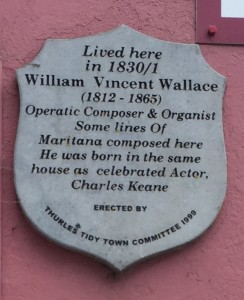 Lived here
in 1830/1
William Vincent Wallace
(1812 - 1865)
Operatic Composer & Organist
Some lines Of
Maritana composed here
He was born in the same
house as celebrated Actor,
Charles Keane
ERECTED BY
THURLES TIDY TOWN COMMITTEE 1999